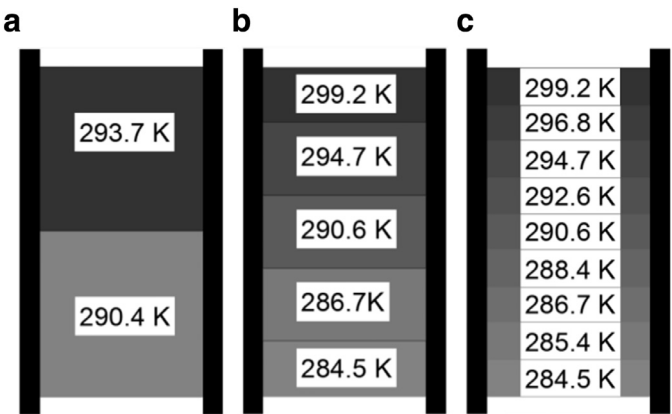 a
293.7 K
290.4 K
b
299.2 K
294.7 K
290.6 K
286.7K
284.5 K
c
299.2 K
296.8 K
294.7 K
292.6 K
290.6 K
288.4 K
286.7 K
285.4 K
284.5 K